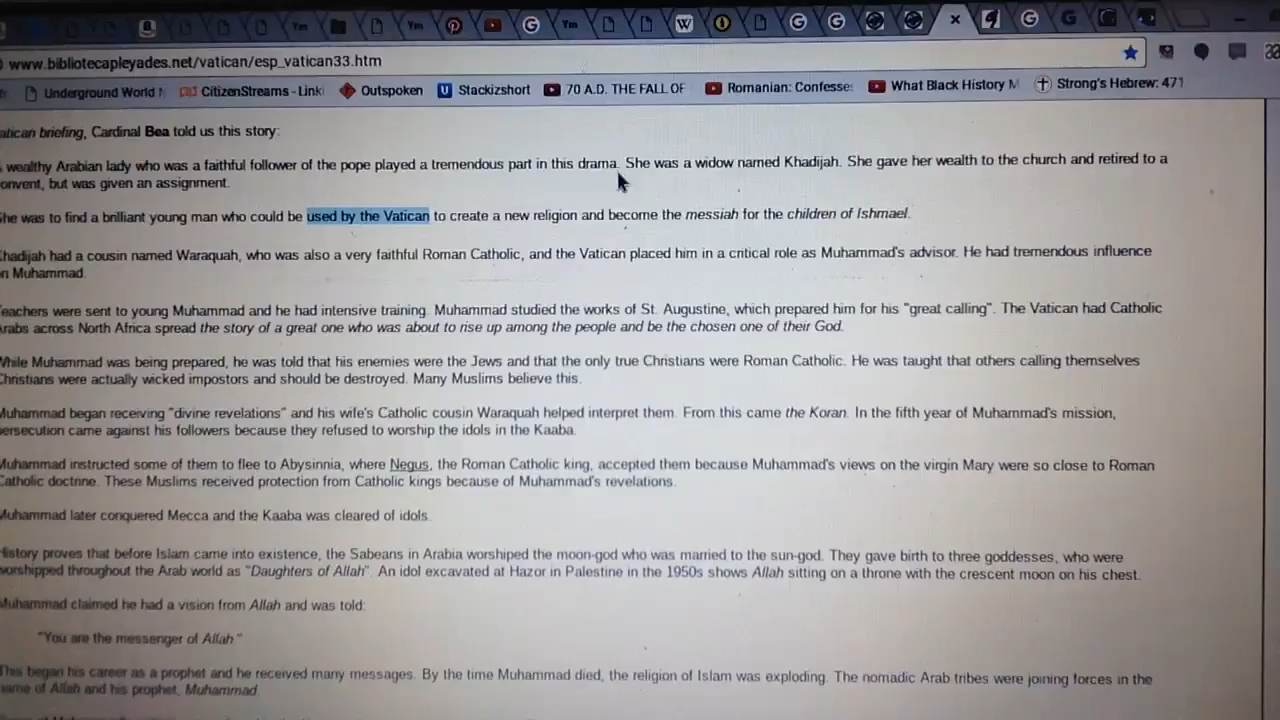 www.bibliotecapleyades.net/vatican/esp_vatican33.htm
Underground World
CitizenStreams - Linki
Outspoken
Stackizshort
70 A.D. THE FALL OF
Romanian: Confesse:
What Black History M
Strong's Hebrew: 471
atican briefing, Cardinal Bea told us this story:
wealthy Arabian lady who was a faithful follower of the pope played a tremendous part in this drama. She was a widow named Khadijah. She gave her wealth to the church and retired to a
onvent, but was given an assignment.
he was to find a brilliant young man who could be used by the Vatican to create a new religion and become the messiah for the children of Ishmael.
hadijah had a cousin named Waraquah, who was also a very faithful Roman Catholic, and the Vatican placed him in a critical role as Muhammad's advisor. He had tremendous influence
n Muhammad.
eachers were sent to young Muhammad and he had intensive training. Muhammad studied the works of St. Augustine, which prepared him for his "great calling". The Vatican had Catholic
rabs across North Africa spread the story of a great one who was about to rise up among the people and be the chosen one of their God.
While Muhammad was being prepared, he was told that his enemies were the Jews and that the only true Christians were Roman Catholic. He was taught that others calling themselves
Christians were actually wicked impostors and should be destroyed. Many Muslims believe this.
Muhammad began receiving "divine revelations" and his wife's Catholic cousin Waraquah helped interpret them. From this came the Koran. In the fifth year of Muhammad's mission,
ersecution came against his followers because they refused to worship the idols in the Kaaba.
Muhammad instructed some of them to flee to Abysinnia, where Negus, the Roman Catholic king, accepted them because Muhammad's views on the virgin Mary were so close to Roman
Catholic doctrine. These Muslims received protection from Catholic kings because of Muhammad's revelations.
Muhammad later conquered Mecca and the Kaaba was cleared of idols.
History proves that before Islam came into existence, the Sabeans in Arabia worshiped the moon-god who was married to the sun-god. They gave birth to three goddesses, who were
worshipped throughout the Arab world as "Daughters of Allah". An idol excavated at Hazor in Palestine in the 1950s shows Allah sitting on a throne with the crescent moon on his chest.
Muhammad claimed he had a vision from Allah and was told:
"You are the messenger of Allah."
This began his career as a prophet and he received many messages. By the time Muhammad died, the religion of Islam was exploding. The nomadic Arab tribes were joining forces in the
name of Allah and his prophet, Muhammad.